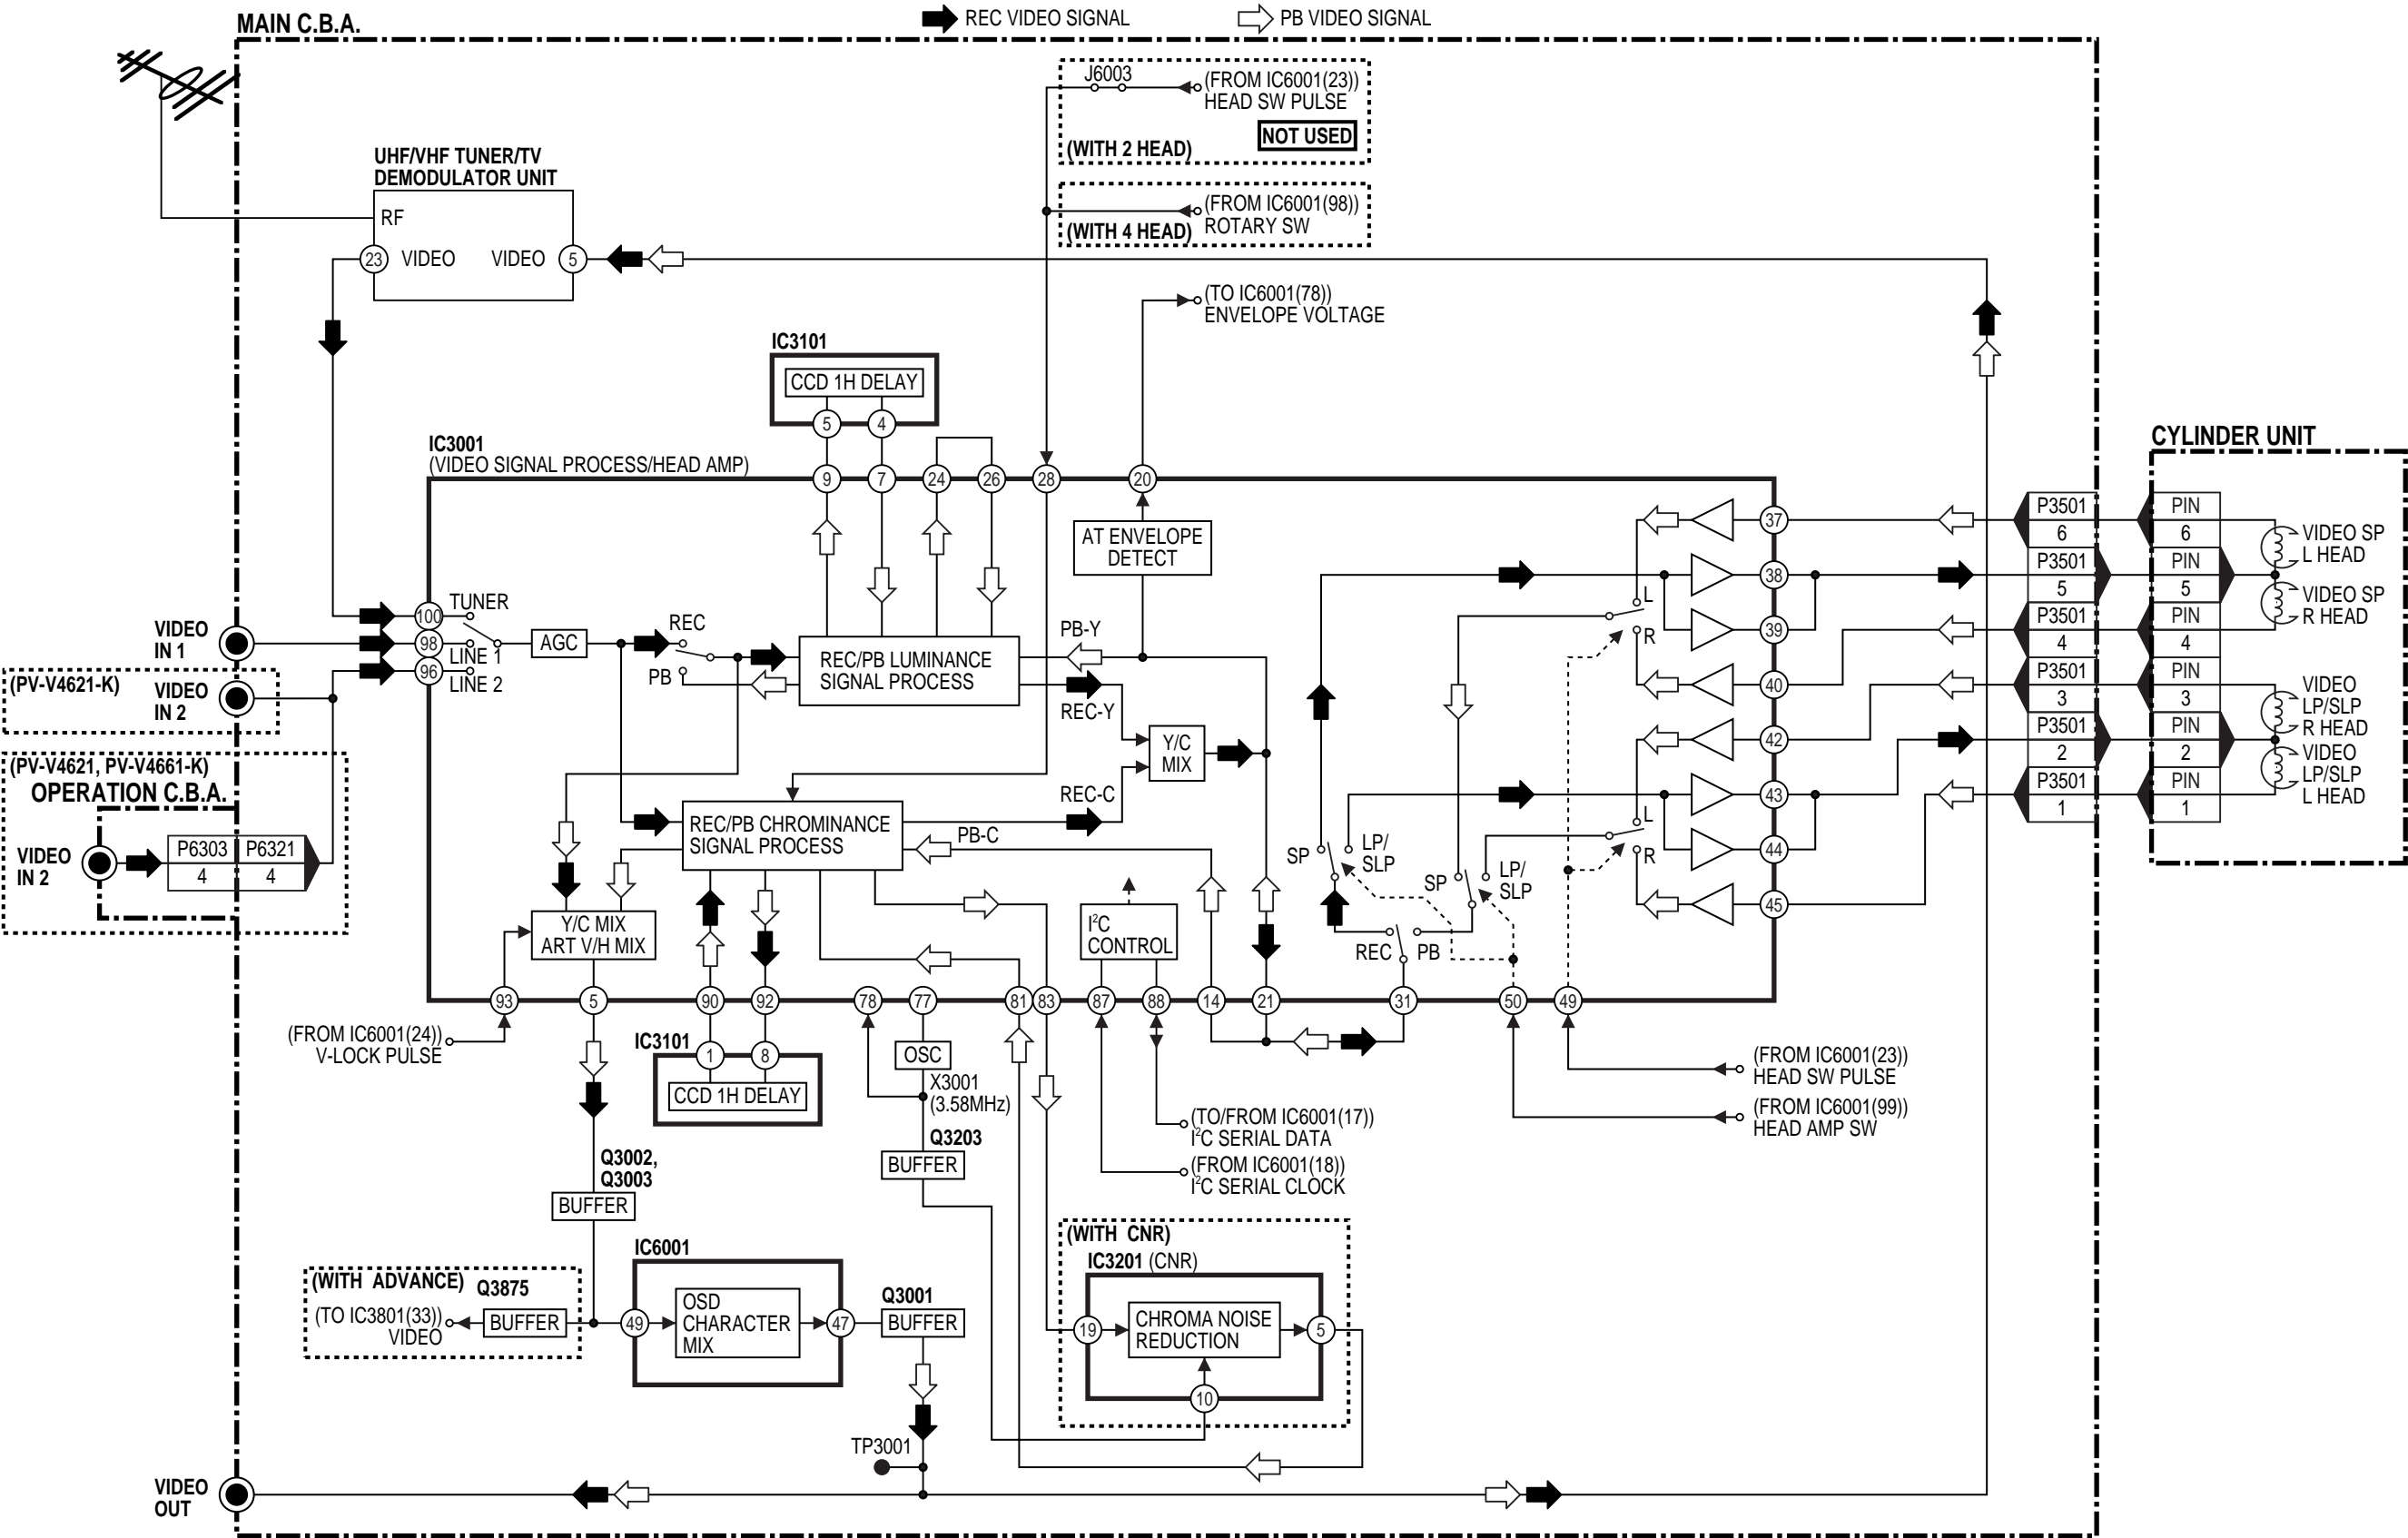 REC VIDEO SIGNAL
PB VIDEO SIGNAL
MAIN C.B.A.
J6003
(FROM IC6001(23))
HEAD SW PULSE
NOT USED
(WITH 2 HEAD)
(FROM IC6001(98))
(WITH 4 HEAD) ROTARY SW
UHF/VHF TUNER/TV
DEMODULATOR UNIT
RF
23 VIDEO VIDEO 5
(TO IC6001(78))
ENVELOPE VOLTAGE
IC3101
CCD 1H DELAY
5 4
IC3001
(VIDEO SIGNAL PROCESS/HEAD AMP)
9 7 24 26 28 20
CYLINDER UNIT
AT ENVELOPE
DETECT
37
38
39
40
42
43
44
45
P3501
6
P3501
5
P3501
4
P3501
3
P3501
2
P3501
1
PIN
6
PIN
5
PIN
4
PIN
3
PIN
2
PIN
1
VIDEO SP
L HEAD
VIDEO SP
R HEAD
VIDEO
LP/SLP
R HEAD
VIDEO
LP/SLP
L HEAD
100 TUNER
98 LINE 1
96 LINE 2
VIDEO
IN 1
(PV-V4621-K)
VIDEO
IN 2
AGC
REC
PB
REC/PB LUMINANCE
SIGNAL PROCESS
PB-Y
REC-Y
Y/C
MIX
REC-C
PB-C
L
R
L
R
(PV-V4621, PV-V4661-K)
OPERATION C.B.A.
VIDEO
IN 2
P6303
4
P6321
4
REC/PB CHROMINANCE
SIGNAL PROCESS
Y/C MIX
ART V/H MIX
I²C
CONTROL
SP
LP/
SLP
SP
LP/
SLP
REC PB
93 5 90 92 78 77 81 83 87 88 14 21 31 50 49
(FROM IC6001(24))
V-LOCK PULSE
IC3101
1 8
CCD 1H DELAY
OSC
X3001
(3.58MHz)
Q3203
BUFFER
(TO/FROM IC6001(17))
I²C SERIAL DATA
(FROM IC6001(18))
I²C SERIAL CLOCK
(FROM IC6001(23))
HEAD SW PULSE
(FROM IC6001(99))
HEAD AMP SW
Q3002,
Q3003
BUFFER
(WITH ADVANCE)
Q3875
(TO IC3801(33))
VIDEO
BUFFER
IC6001
49
OSD
CHARACTER
MIX
47
Q3001
BUFFER
(WITH CNR)
IC3201 (CNR)
19
CHROMA NOISE
REDUCTION
5
10
TP3001
VIDEO
OUT